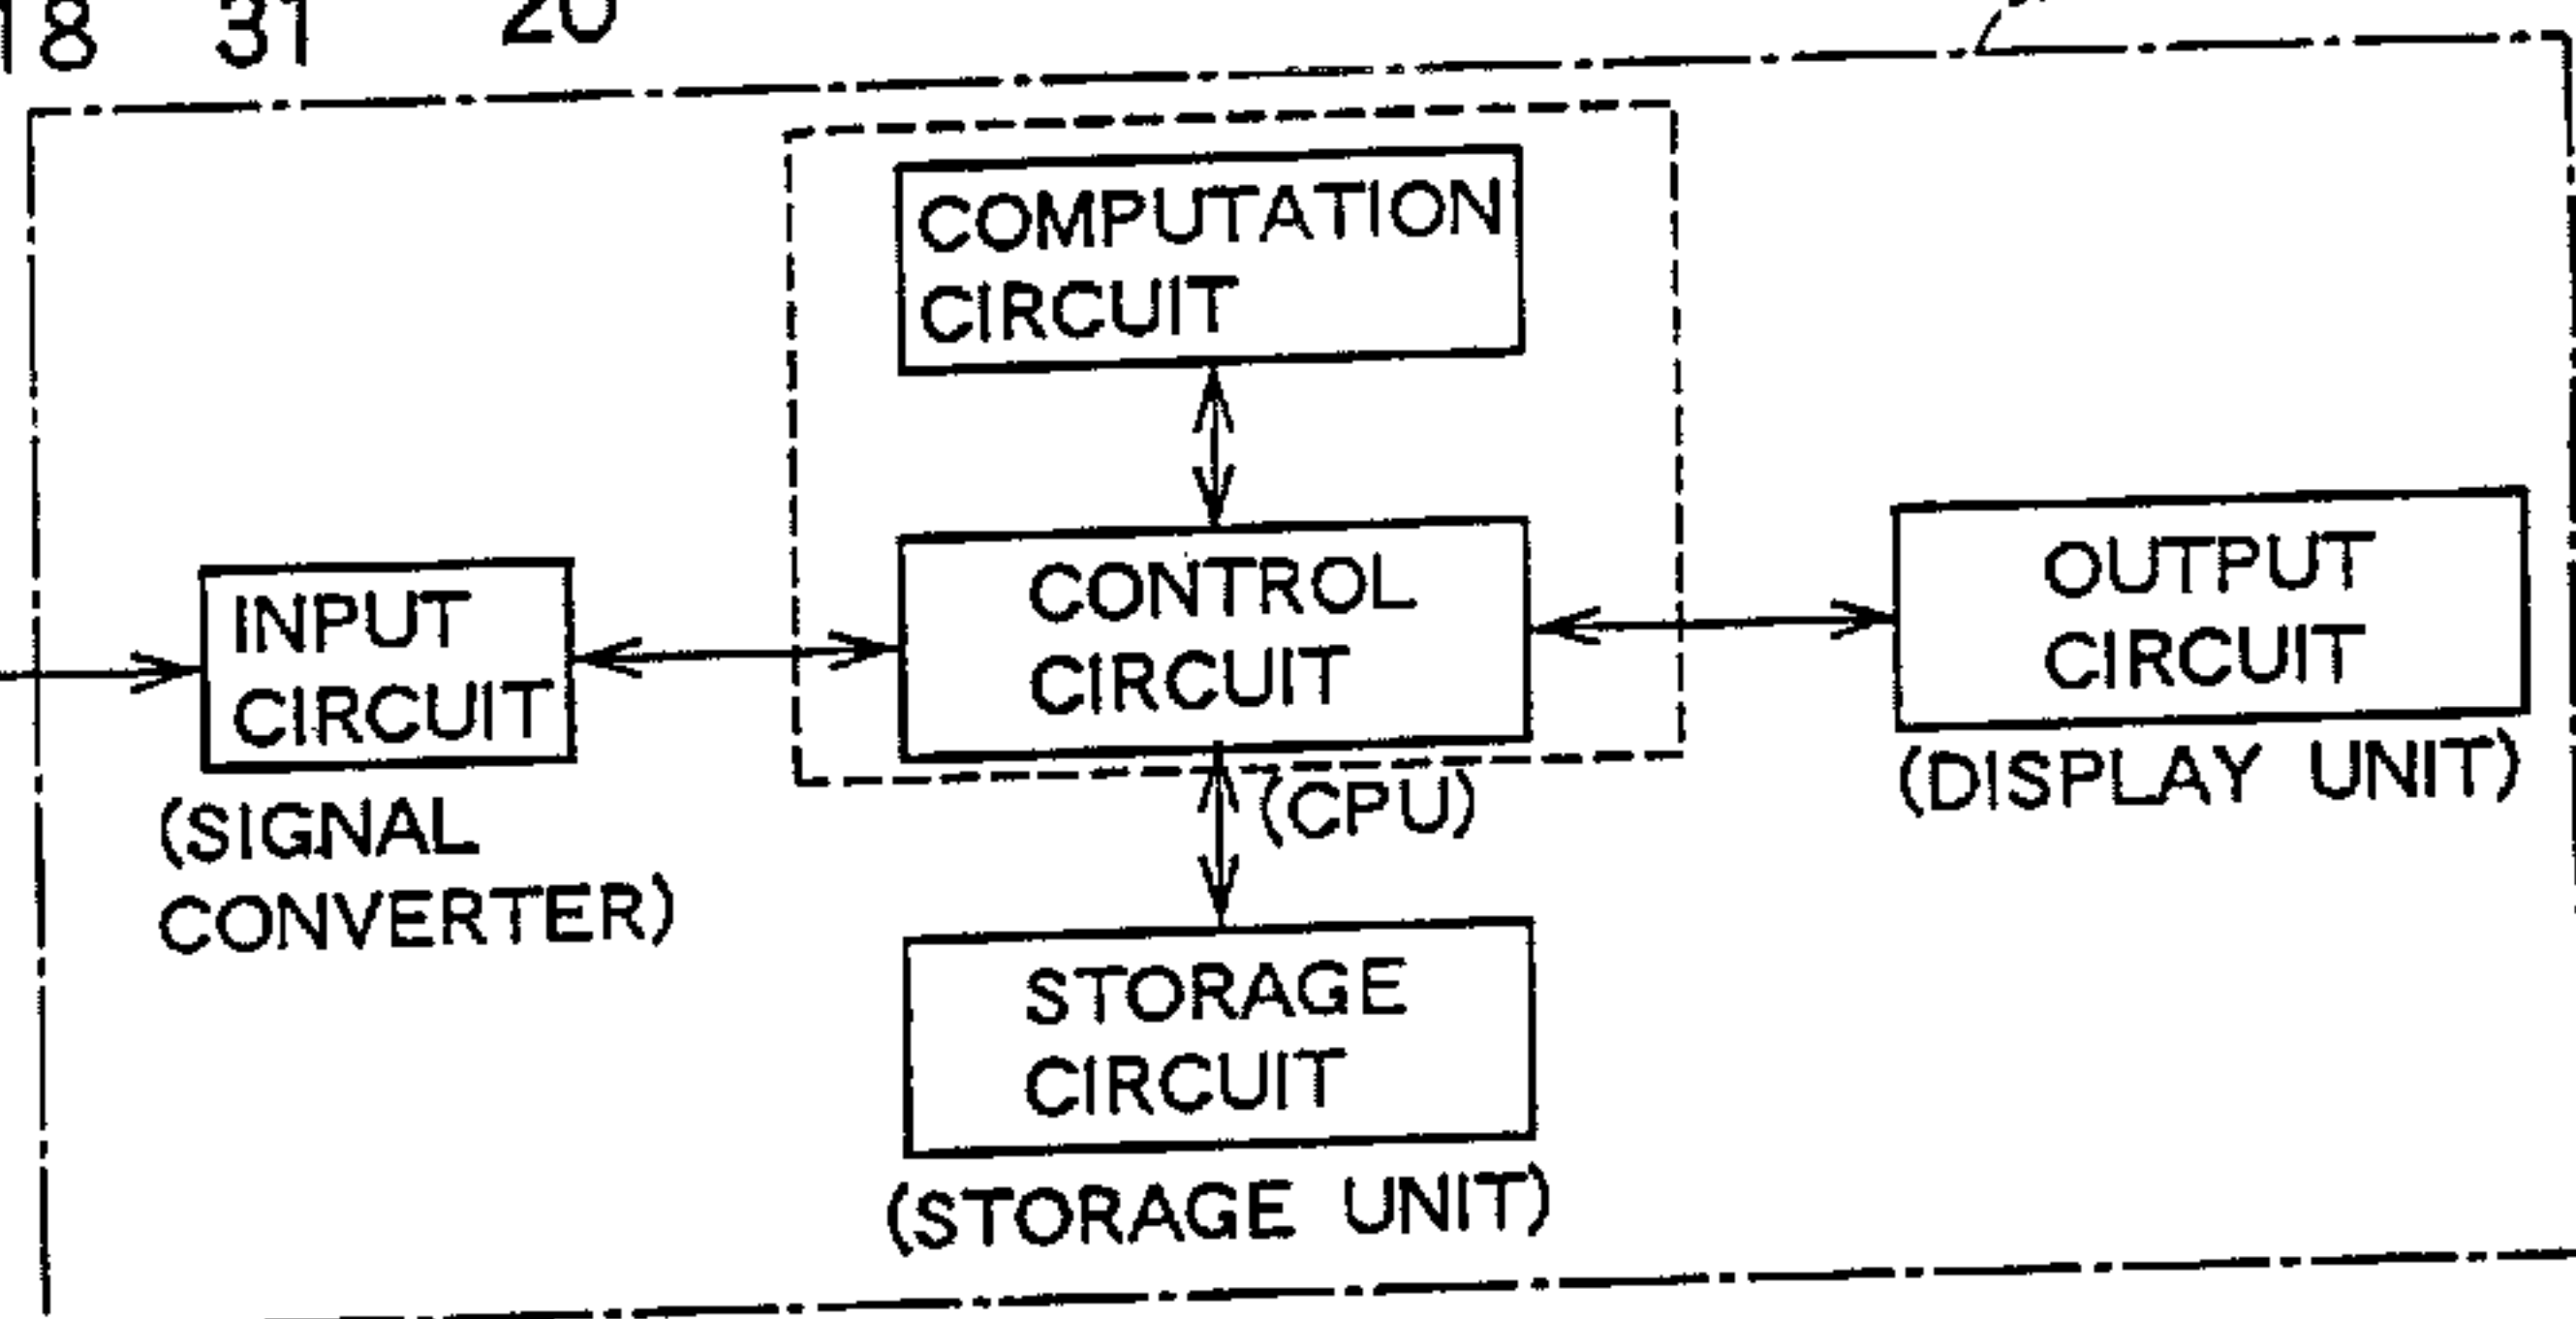 18 31 20
COMPUTATION
CIRCUIT
INPUT
CIRCUIT
(SIGNAL
CONVERTER)
CONTROL
CIRCUIT
(CPU)
OUTPUT
CIRCUIT
(DISPLAY UNIT)
STORAGE
CIRCUIT
(STORAGE UNIT)